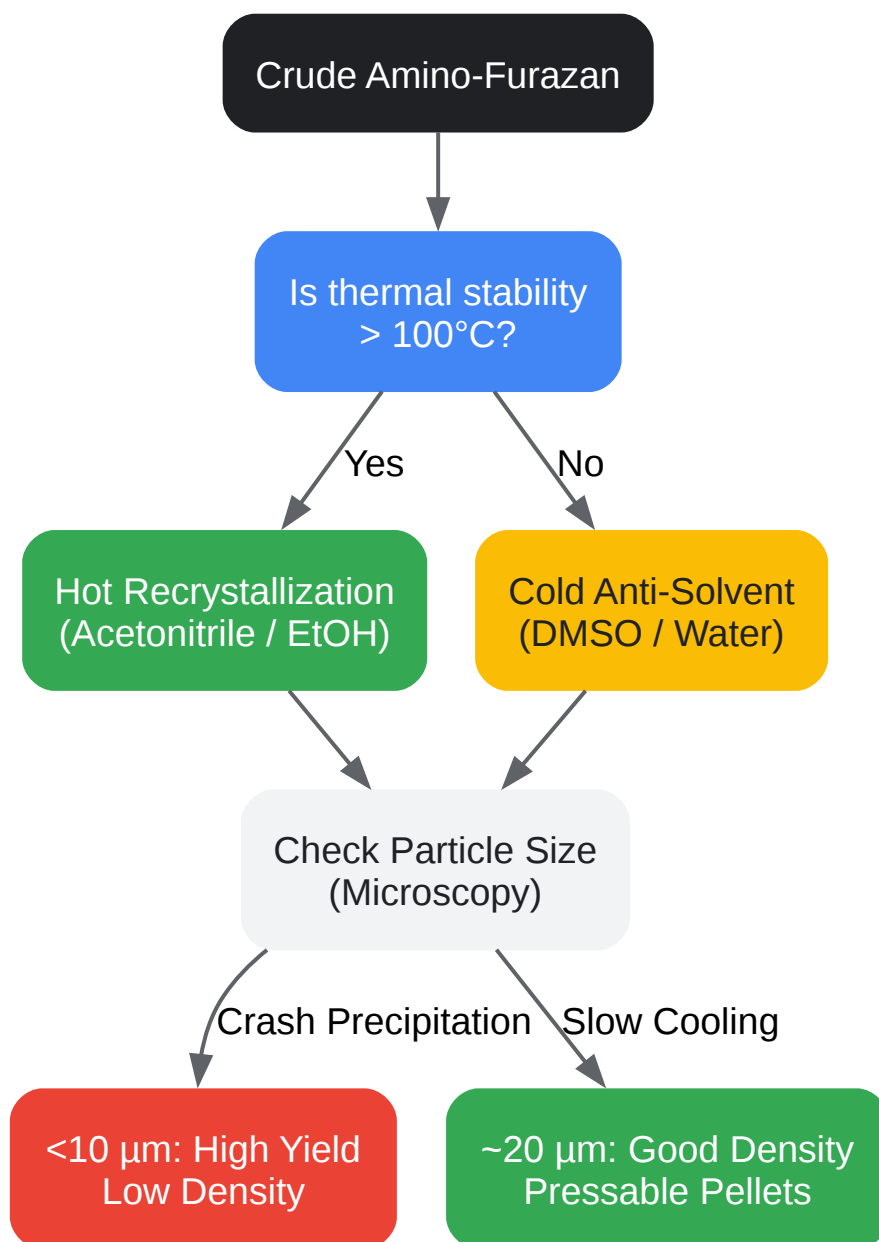 Crude Amino-Furazan
Is thermal stability
> 100°C?
Yes
No
Hot Recrystallization
(Acetonitrile / EtOH)
Cold Anti-Solvent
(DMSO / Water)
Check Particle Size
(Microscopy)
Crash Precipitation
Slow Cooling
<10 µm: High Yield
Low Density
~20 µm: Good Density
Pressable Pellets